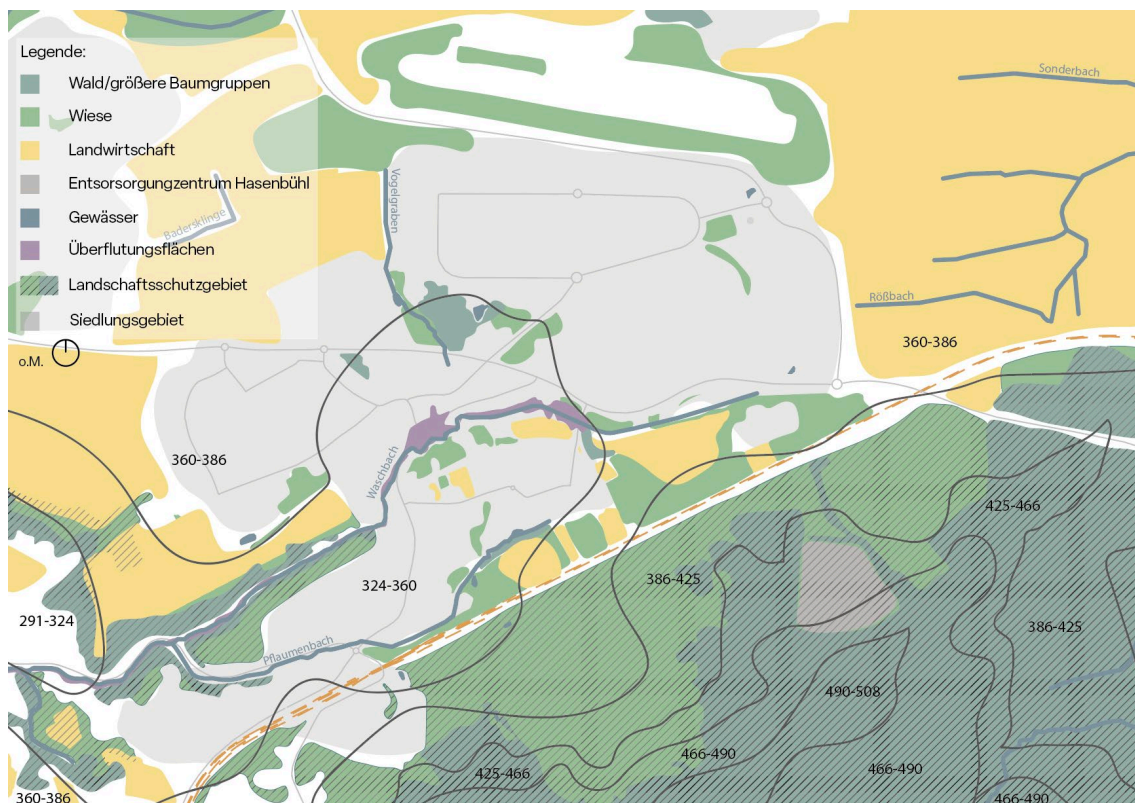 Legende:
Wald/größere Baumgruppen
Wiese
Landwirtschaft
Entsorsorgungzentrum Hasenbühl
Gewässer
Überflutungsflächen
Landschaftsschutzgebiet
Siedlungsgebiet
o.M.
Badersklinge
Vogelgraben
Sonderbach
Rößbach
360-386
360-386
Waschbach
425-466
324-360
386-425
291-324
386-425
Pflaumenbach
490-508
466-490
425-466
466-490
360-386
466-490